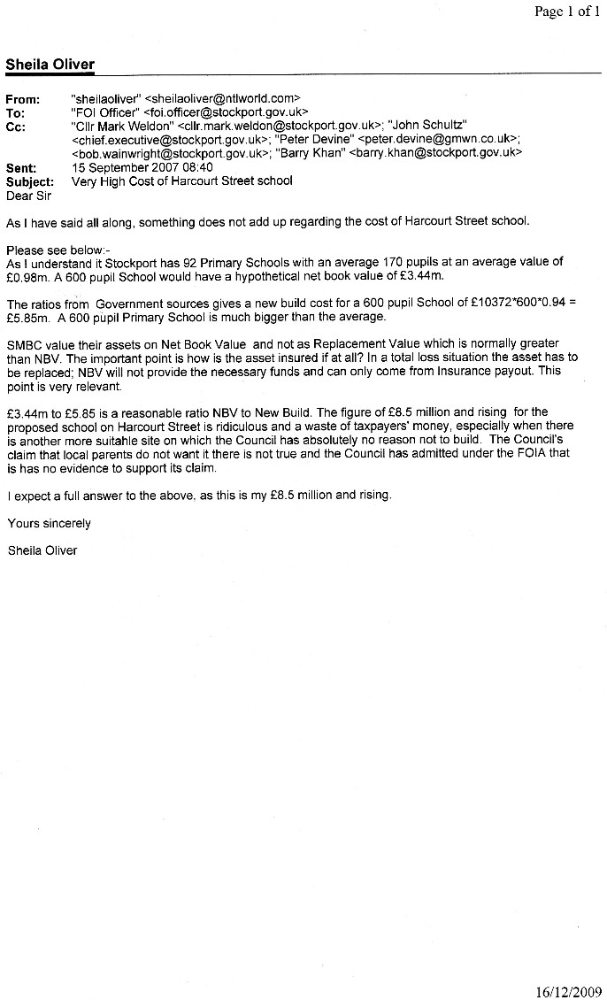 Page 1 of 1
Sheila Oliver
From: "sheilaoliver" <sheilaoliver@ntlworld.com>
To: "FOI Officer" <foi.officer@stockport.gov.uk>
Cc: "Cllr Mark Weldon" <cllr.mark.weldon@stockport.gov.uk>; "John Schultz"
<chief.executive@stockport.gov.uk>; "Peter Devine" <peter.devine@gmwn.co.uk>;
<bob.wainwright@stockport.gov.uk>; "Barry Khan" <barry.khan@stockport.gov.uk>
Sent: 15 September 2007 08:40
Subject: Very High Cost of Harcourt Street school
Dear Sir
As I have said all along, something does not add up regarding the cost of Harcourt Street school.
Please see below:-
As I understand it Stockport has 92 Primary Schools with an average 170 pupils at an average value of
£0.98m. A 600 pupil School would have a hypothetical net book value of £3.44m.
The ratios from Government sources gives a new build cost for a 600 pupil School of £10372*600*0.94 =
£5.85m. A 600 pupil Primary School is much bigger than the average.
SMBC value their assets on Net Book Value and not as Replacement Value which is normally greater
than NBV. The important point is how is the asset insured if at all? In a total loss situation the asset has to
be replaced; NBV will not provide the necessary funds and can only come from Insurance payout. This
point is very relevant.
£3.44m to £5.85 is a reasonable ratio NBV to New Build. The figure of £8.5 million and rising for the
proposed school on Harcourt Street is ridiculous and a waste of taxpayers' money, especially when there
is another more suitable site on which the Council has absolutely no reason not to build. The Council's
claim that local parents do not want it there is not true and the Council has admitted under the FOIA that
is has no evidence to support its claim.
I expect a full answer to the above, as this is my £8.5 million and rising.
Yours sincerely
Sheila Oliver
16/12/2009